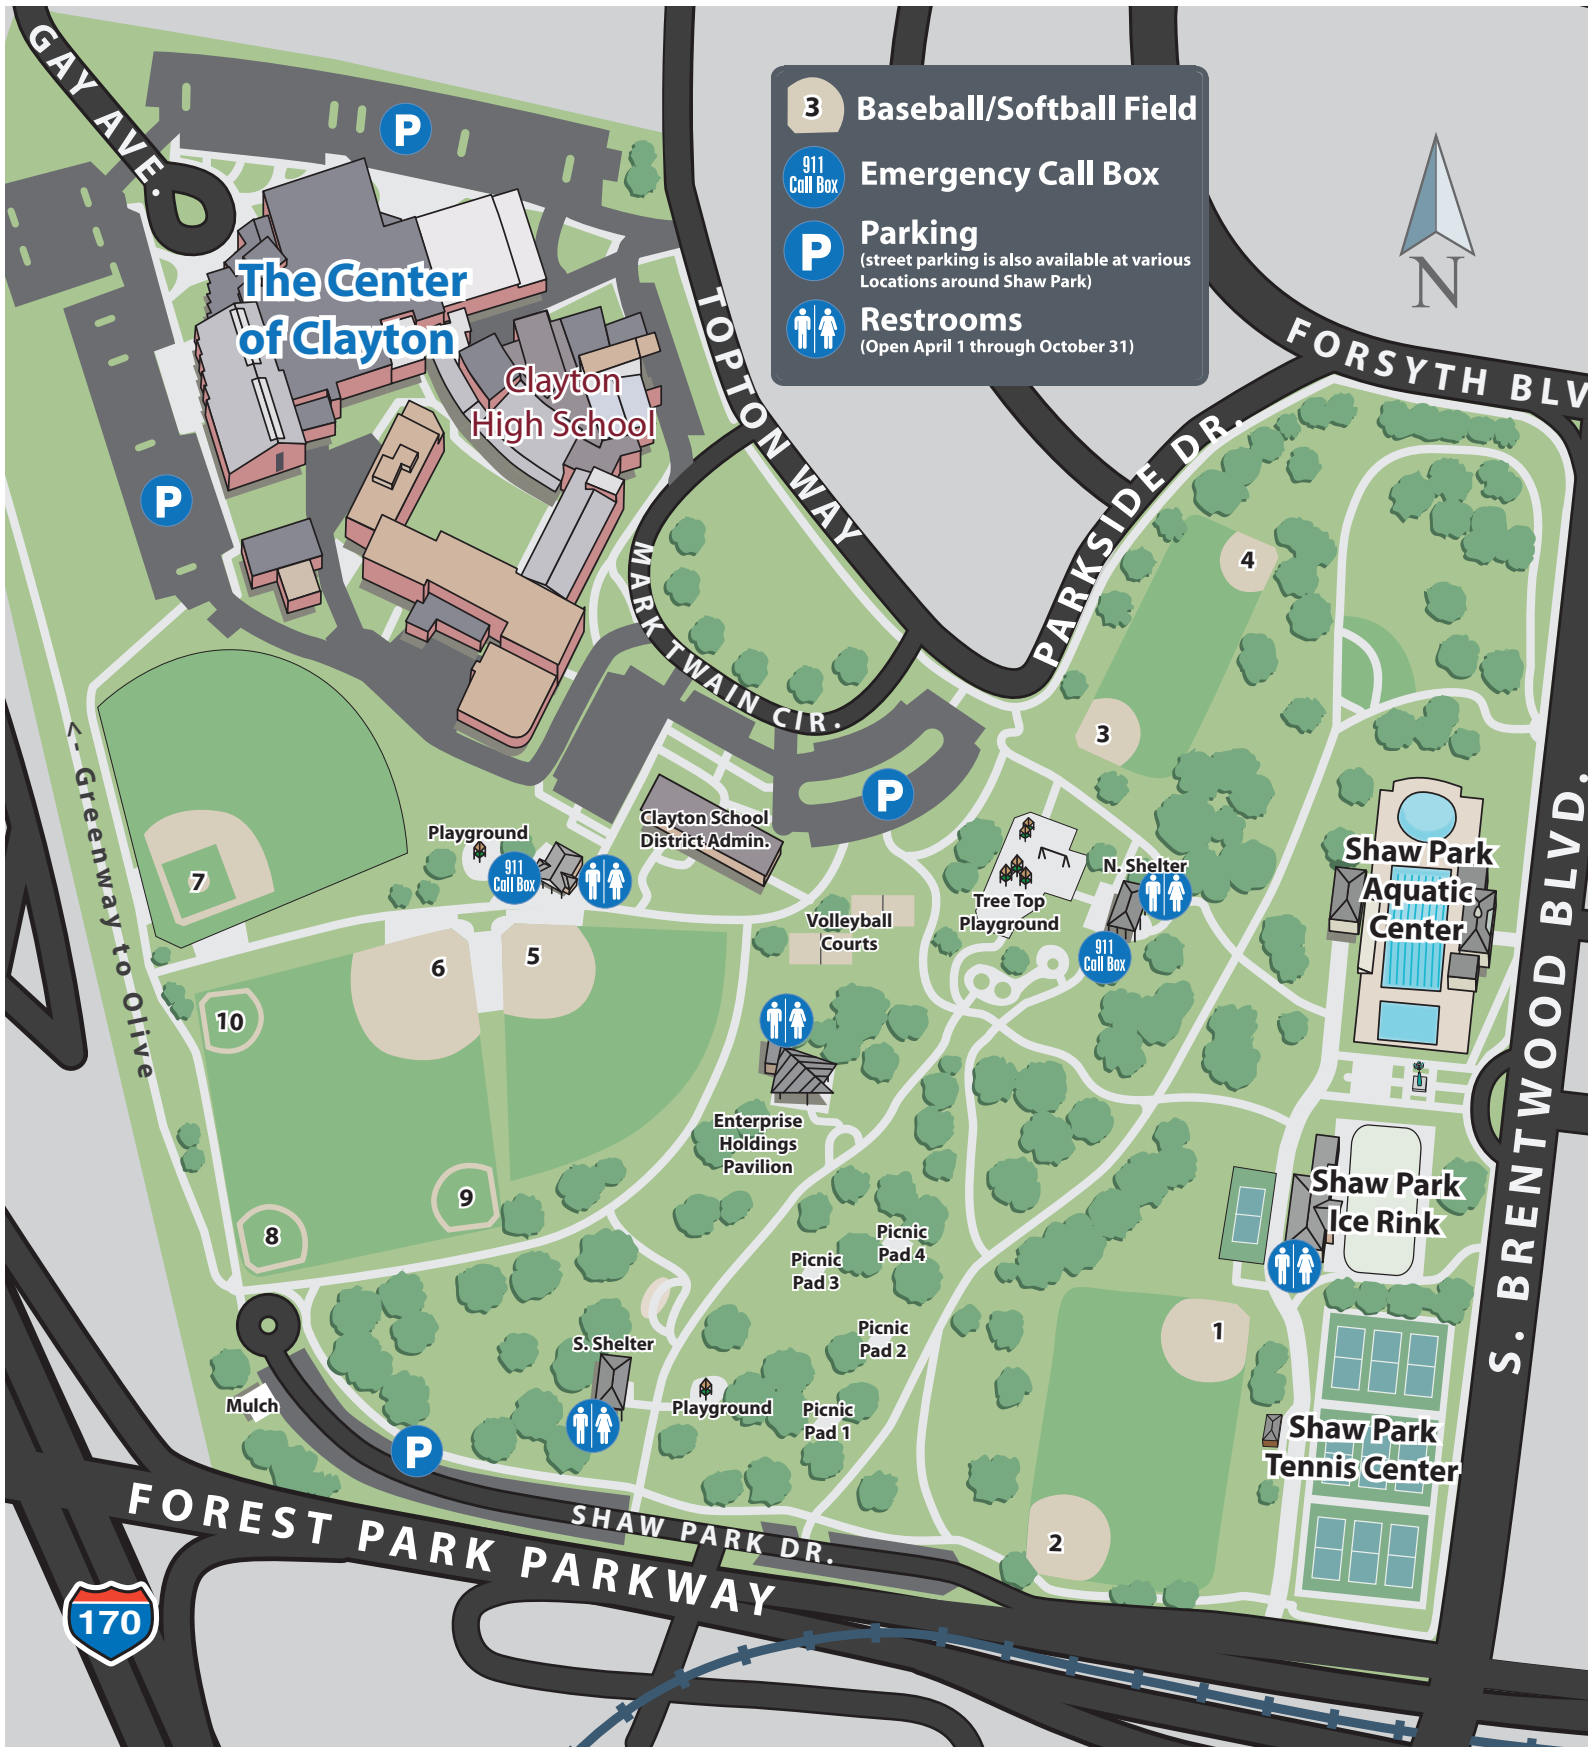 GAY AVE.
P
3
Baseball/Softball Field
911
Call Box
Emergency Call Box
P
Parking
(street parking is also available at various
Locations around Shaw Park)
Restrooms
(Open April 1 through October 31)
N
The Center
of Clayton
Clayton
High School
TOPTON WAY
FORSYTH BLV
PARKSIDE DR.
P
MARK TWAIN CIR.
4
3
<- Greenway to Olive
P
Clayton School
District Admin.
Playground
911
Call Box
7
Tree Top
Playground
N. Shelter
911
Call Box
Shaw Park
Aquatic
Center
S. BRENTWOOD BLVD.
Volleyball
Courts
6
5
10
Enterprise
Holdings
Pavilion
9
8
Shaw Park
Ice Rink
Picnic
Pad 4
Picnic
Pad 3
Picnic
Pad 2
Picnic
Pad 1
1
S. Shelter
Playground
Mulch
P
Shaw Park
Tennis Center
2
SHAW PARK DR.
FOREST PARK PARKWAY
170